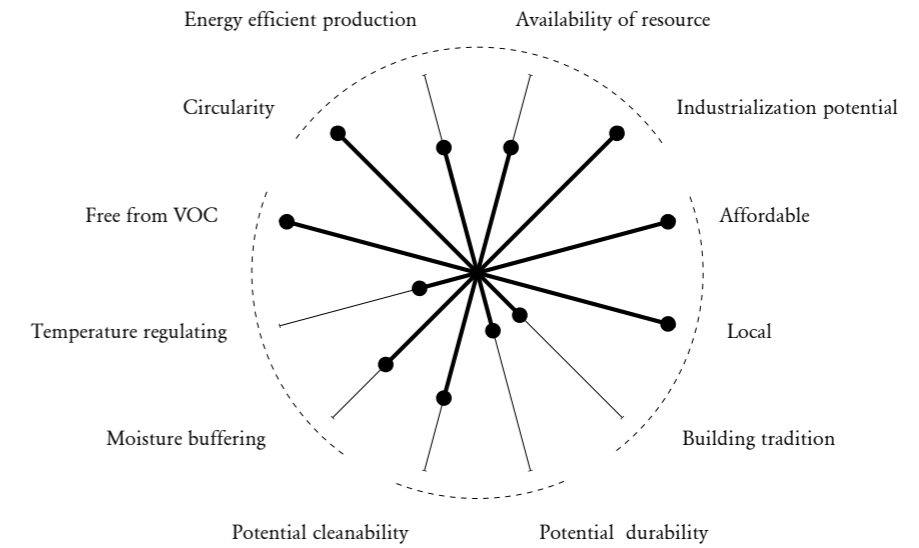 Energy efficient production
Availability of resource
Circularity
Industrialization potential
Free from VOC
Affordable
Temperature regulating
Local
Moisture buffering
Building tradition
Potential cleanability
Potential  durability